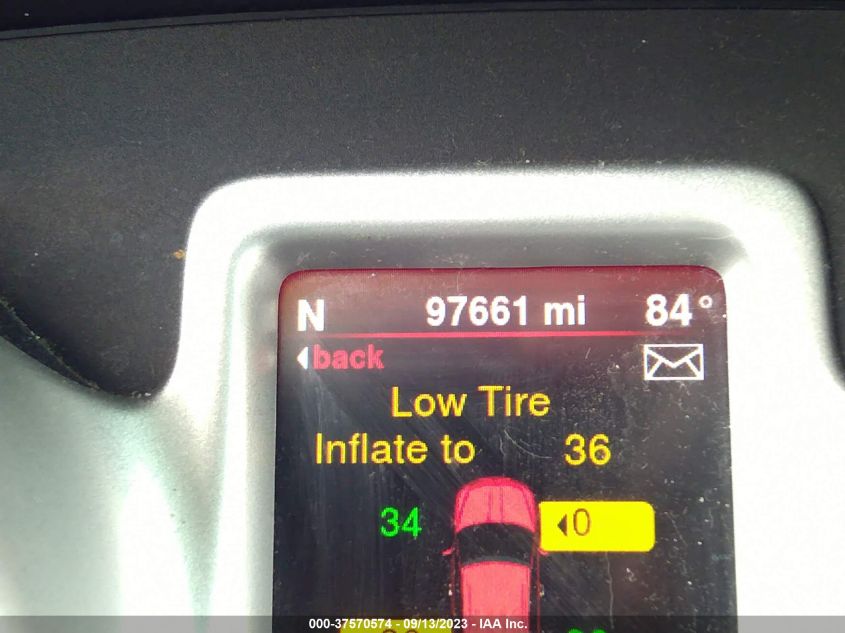 N 97661 mi 84°
back
Low Tire
Inflate to 36
34 0
000-37570574 - 09/13/2023 - IAA Inc.